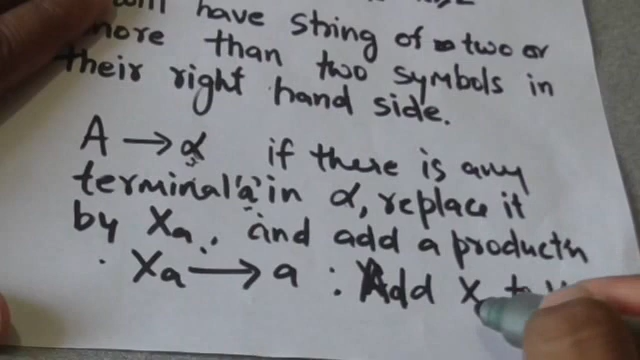 have string of two or
more than two symbols in
their right hand side.
A → α if there is any
terminal 'a' in α, replace it
by Xa, and add a productn
Xa → a : Add X